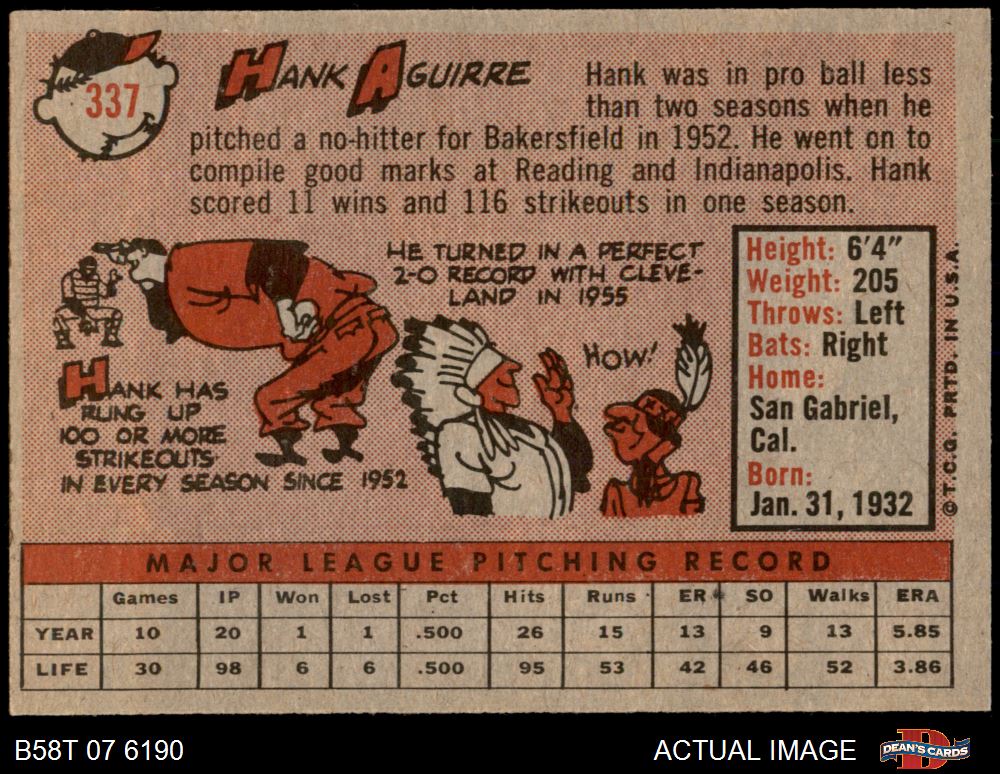 337
HANK AGUIRRE
Hank was in pro ball less
than two seasons when he
pitched a no-hitter for Bakersfield in 1952. He went on to
compile good marks at Reading and Indianapolis. Hank
scored 11 wins and 116 strikeouts in one season.
HE TURNED IN A PERFECT
2-0 RECORD WITH CLEVE-
LAND IN 1955
HOW!
HANK HAS
RUNG UP
100 OR MORE
STRIKEOUTS
IN EVERY SEASON SINCE 1952
Height: 6'4"
Weight: 205
Throws: Left
Bats: Right
Home:
San Gabriel,
Cal.
Born:
Jan. 31, 1932
© T.C.G. PRTD. IN U.S.A.
MAJOR LEAGUE PITCHING RECORD
Games IP Won Lost Pct Hits Runs ER SO Walks ERA
YEAR 10 20 1 1 .500 26 15 13 9 13 5.85
LIFE 30 98 6 6 .500 95 53 42 46 52 3.86
B58T 07 6190
ACTUAL IMAGE
DEAN'S CARDS